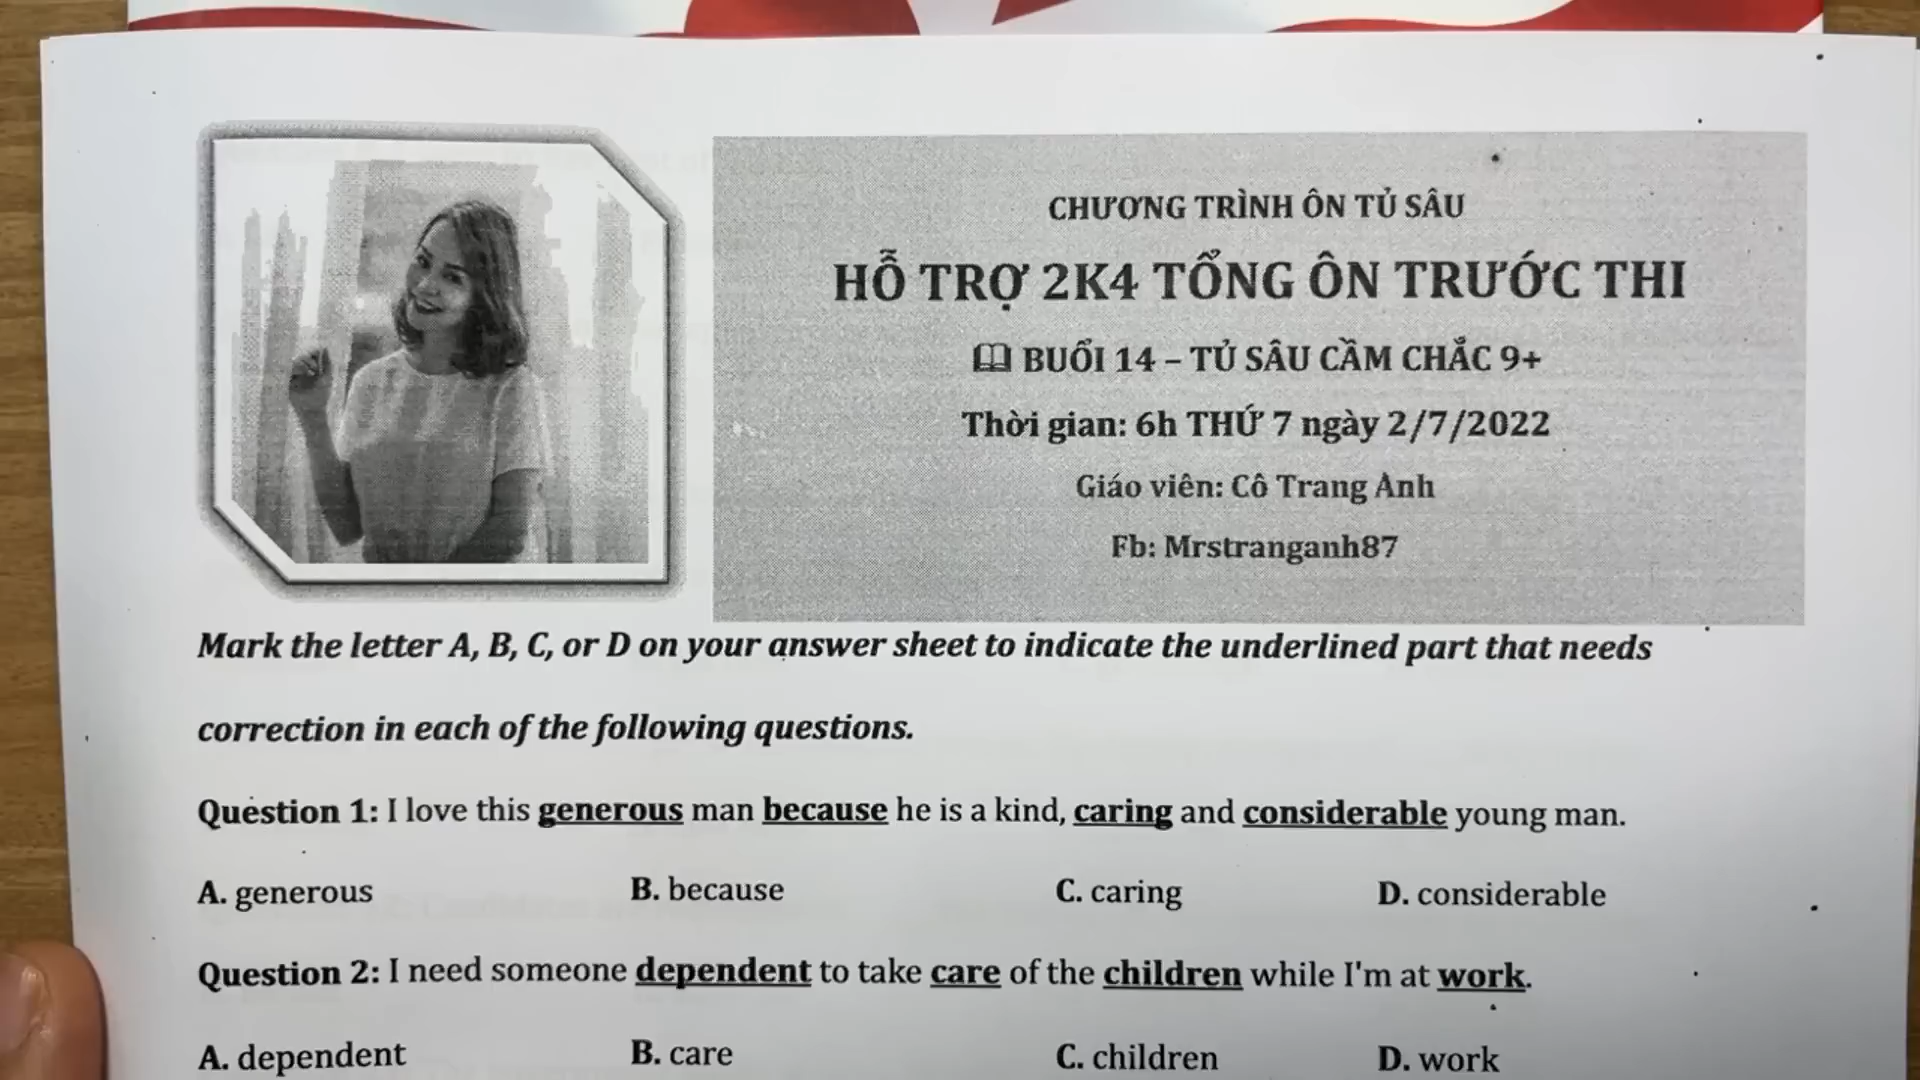 CHƯƠNG TRÌNH ÔN TỦ SÂU
HỖ TRỢ 2K4 TỔNG ÔN TRƯỚC THI
BUỔI 14 – TỦ SÂU CẦM CHẮC 9+
Thời gian: 6h THỨ 7 ngày 2/7/2022
Giáo viên: Cô Trang Anh
Fb: Mrstranganh87
Mark the letter A, B, C, or D on your answer sheet to indicate the underlined part that needs
correction in each of the following questions.
Question 1: I love this generous man because he is a kind, caring and considerable young man.
A. generous B. because C. caring D. considerable
Question 2: I need someone dependent to take care of the children while I'm at work.
A. dependent B. care C. children D. work